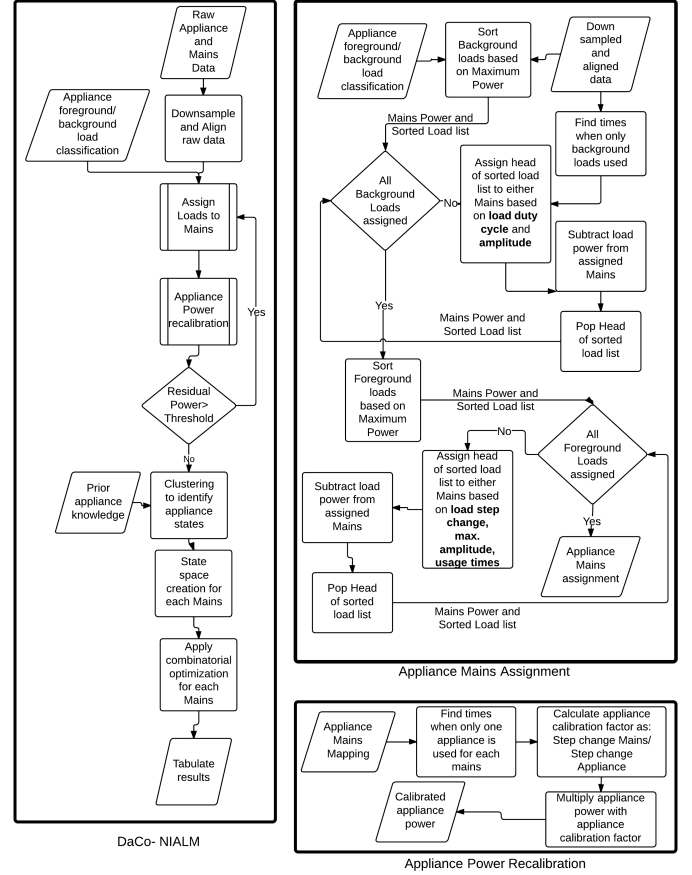 Raw
Appliance
and
Mains
Data
Appliance
foreground/
background
load
classification
Downsample
and Align
raw data
Assign
Loads to
Mains
Appliance
Power
recalibration
Yes
Residual
Power>
Threshold
No
Prior
appliance
knowledge
Clustering
to identify
appliance
states
State
space
creation for
each Mains
Apply
combinatorial
optimization
for each
Mains
Tabulate
results
DaCo- NIALM
Appliance
foreground/
background
load
classification
Sort
Background
loads based
on Maximum
Power
Down
sampled
and
aligned
data
Mains Power and
Sorted Load list
Find times
when only
background
loads used
All
Background
Loads
assigned
No
Assign head
of sorted load
list to either
Mains based
on load duty
cycle and
amplitude
Subtract load
power from
assigned
Mains
Yes
Mains Power and
Sorted Load list
Pop Head
of sorted
load list
Sort
Foreground
loads
based on
Maximum
Power
Mains Power and
Sorted Load list
All
Foreground
Loads
assigned
No
Assign head
of sorted load
list to either
Mains based
on load step
change,
max.
amplitude,
usage times
Subtract load
power from
assigned
Mains
Yes
Appliance
Mains
assignment
Pop Head
of sorted
load list
Mains Power and
Sorted Load list
Appliance Mains Assignment
Appliance
Mains
Mapping
Find times
when only one
appliance is
used for each
mains
Calculate appliance
calibration factor as:
Step change Mains/
Step change
Appliance
Calibrated
appliance
power
Multiply appliance
power with
appliance
calibration factor
Appliance Power Recalibration